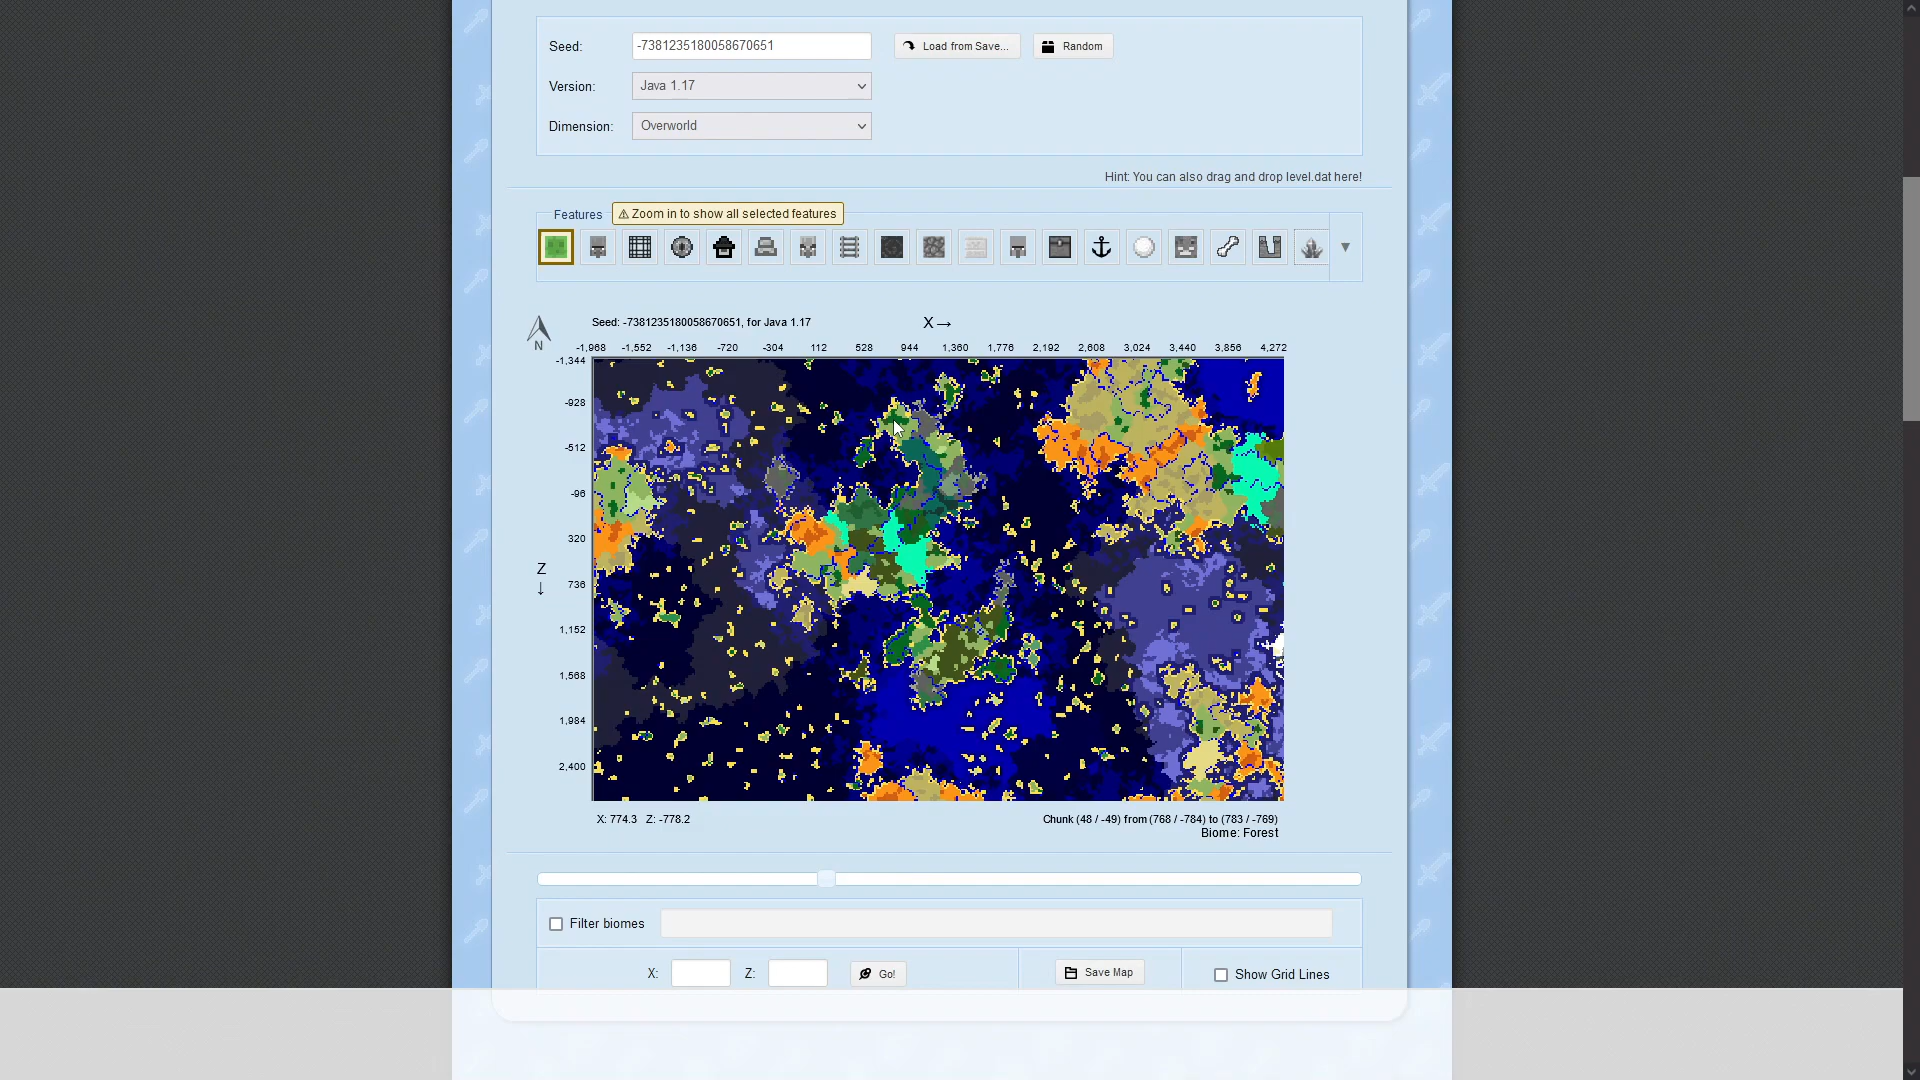 Seed: -7381235180058670651 Load from Save... Random
Version: Java 1.17
Dimension: Overworld
Hint: You can also drag and drop level.dat here!
Features ⚠ Zoom in to show all selected features
Seed: -7381235180058670651, for Java 1.17 X→
N
-1,968 -1,552 -1,136 -720 -304 112 528 944 1,360 1,776 2,192 2,608 3,024 3,440 3,856 4,272
-1,344
-928
-512
-96
320
Z
↓
736
1,152
1,568
1,984
2,400
X: 774.3 Z: -778.2 Chunk (48 / -49) from (768 / -784) to (783 / -769)
Biome: Forest
Filter biomes
X: Z: Go! Save Map Show Grid Lines